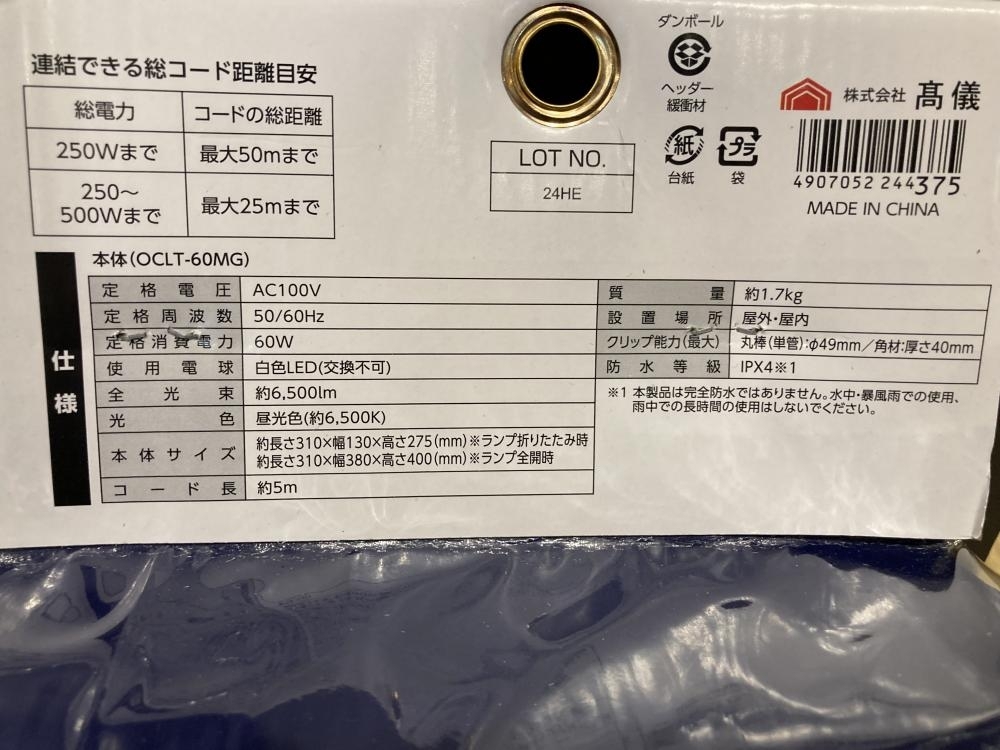 連結できる総コード距離目安
総電力 コードの総距離
250Wまで 最大50mまで
250～
500Wまで 最大25mまで
LOT NO.
24HE
ダンボール
ヘッダー
緩衝材
紙
台紙
プラ
袋
株式会社 髙儀
4907052 244375
MADE IN CHINA
仕様
本体(OCLT-60MG)
定格電圧 AC100V
定格周波数 50/60Hz
定格消費電力 60W
使用電球 白色LED(交換不可)
全光束 約6,500lm
光色 昼光色(約6,500K)
本体サイズ 約長さ310×幅130×高さ275(mm)※ランプ折りたたみ時
約長さ310×幅380×高さ400(mm)※ランプ全開時
コード長 約5m
質量 約1.7kg
設置場所 屋外・屋内
クリップ能力(最大) 丸棒(単管):φ49mm／角材:厚さ40mm
防水等級 IPX4※1
※1 本製品は完全防水ではありません。水中・暴風雨での使用、
雨中での長時間の使用はしないでください。